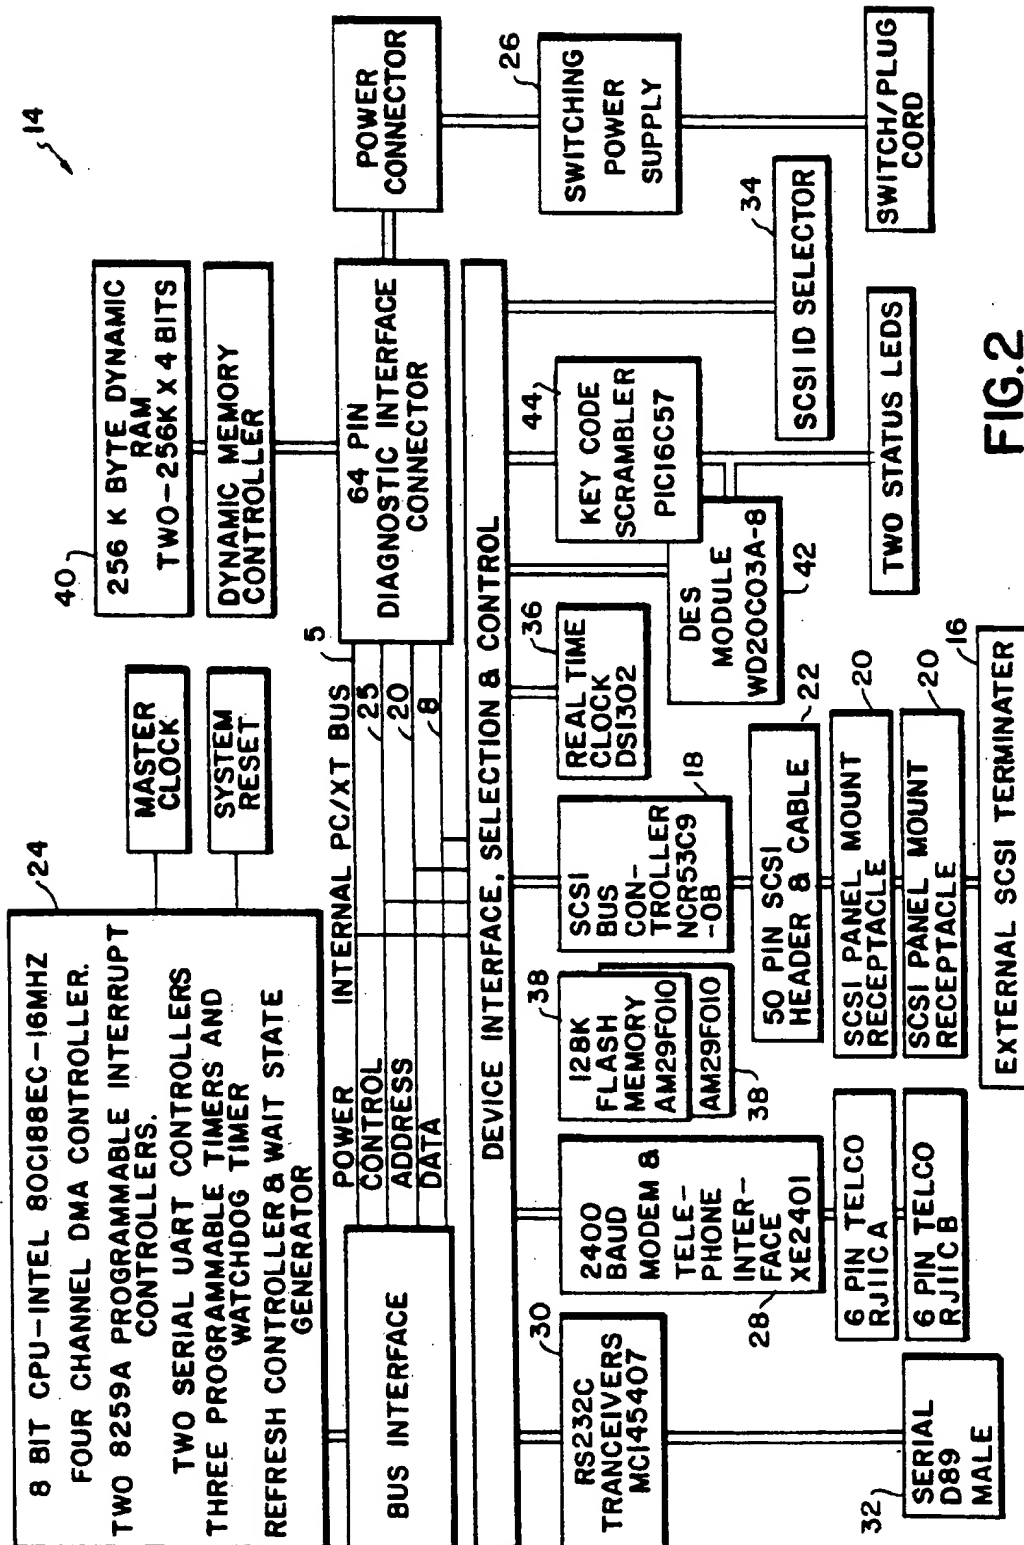 14
24
8 BIT CPU-INTEL 80C188EC-16MHZ
FOUR CHANNEL DMA CONTROLLER.
TWO 8259A PROGRAMMABLE INTERRUPT
CONTROLLERS.
TWO SERIAL UART CONTROLLERS
THREE PROGRAMMABLE TIMERS AND
WATCHDOG TIMER
REFRESH CONTROLLER & WAIT STATE
GENERATOR
MASTER
CLOCK
SYSTEM
RESET
40
256 K BYTE DYNAMIC
RAM
TWO-256K X 4 BITS
DYNAMIC MEMORY
CONTROLLER
BUS INTERFACE
POWER
CONTROL
ADDRESS
DATA
INTERNAL PC/XT BUS
5
25
20
8
64 PIN
DIAGNOSTIC INTERFACE
CONNECTOR
POWER
CONNECTOR
DEVICE INTERFACE, SELECTION & CONTROL
26
SWITCHING
POWER
SUPPLY
SWITCH/PLUG
CORD
30
RS232C
TRANCEIVERS
MC145407
32
SERIAL
D89
MALE
2400
BAUD
MODEM &
TELE-
PHONE
INTER-
FACE
XE2401
28
6 PIN TELCO
RJ11C A
6 PIN TELCO
RJ11C B
38
128K
FLASH
MEMORY
AM29F010
AM29F010
38
SCSI
BUS
CON-
TROLLER
NCR53C9
-0B
18
50 PIN SCSI
HEADER & CABLE
22
SCSI PANEL MOUNT
RECEPTACLE
20
SCSI PANEL MOUNT
RECEPTACLE
20
EXTERNAL SCSI TERMINATER
16
36
REAL TIME
CLOCK
DS1302
DES
MODULE
WD20C03A-8
42
44
KEY CODE
SCRAMBLER
PIC16C57
TWO STATUS LEDS
34
SCSI ID SELECTOR
FIG.2